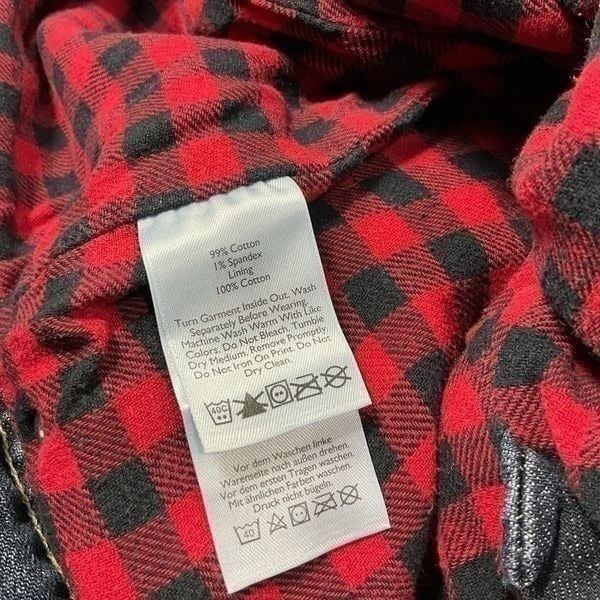 99% Cotton
1% Spandex
Lining
100% Cotton
Turn Garment Inside Out. Wash
Separately Before Wearing.
Machine Wash Warm With Like
Colors. Do Not Bleach. Tumble
Dry Medium. Remove Promptly.
Do Not Iron On Print. Do Not
40C
Vor dem Waschen linke
Warenseite nach außen drehen.
Vor dem ersten Tragen waschen.
Mit ähnlichen Farben waschen.
Druck nicht bügeln.
40